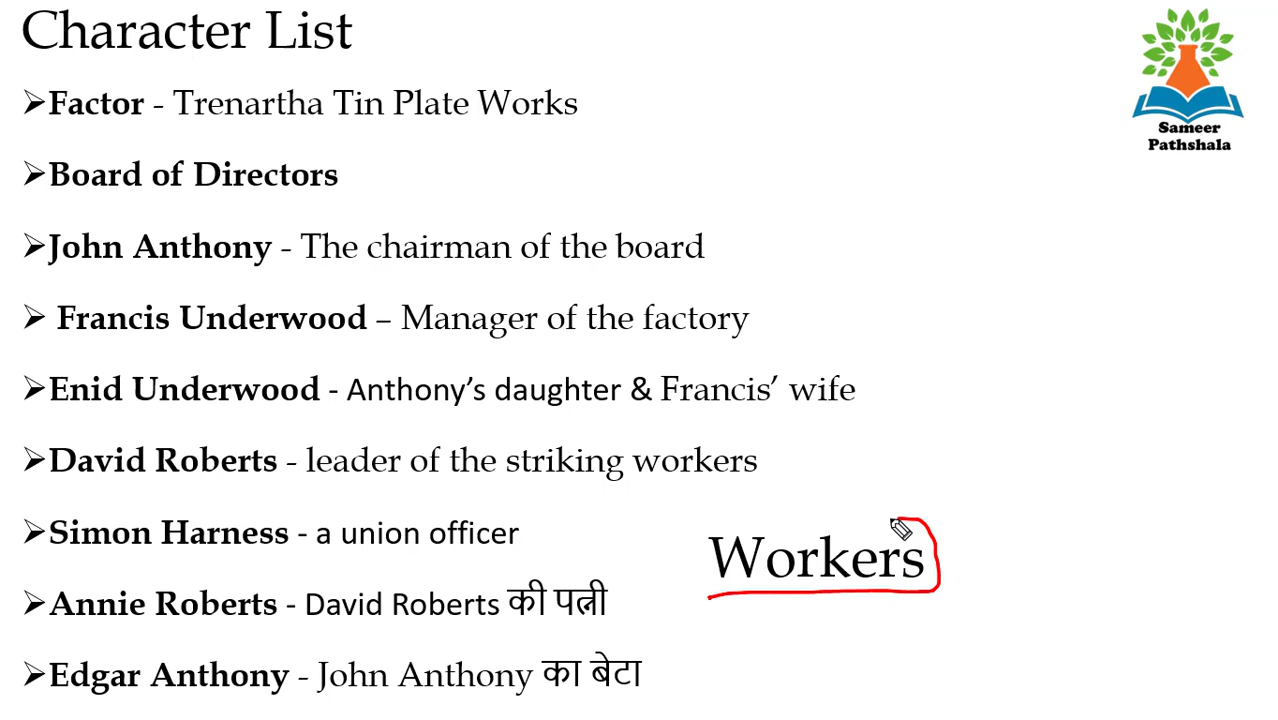 Character List
Sameer
Pathshala
➢Factor - Trenartha Tin Plate Works
➢Board of Directors
➢John Anthony - The chairman of the board
➢ Francis Underwood – Manager of the factory
➢Enid Underwood - Anthony’s daughter & Francis’ wife
➢David Roberts - leader of the striking workers
➢Simon Harness - a union officer
Workers
➢Annie Roberts - David Roberts की पत्नी
➢Edgar Anthony - John Anthony का बेटा